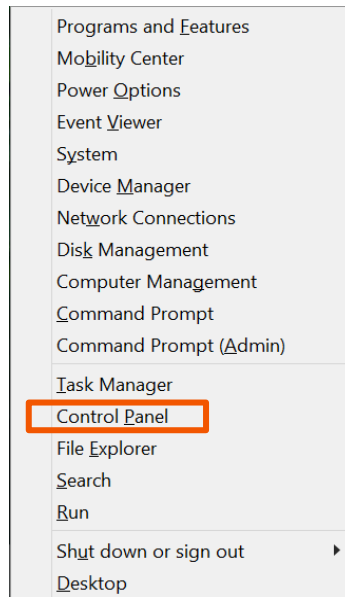 Programs and Features
Mobility Center
Power Options
Event Viewer
System
Device Manager
Network Connections
Disk Management
Computer Management
Command Prompt
Command Prompt (Admin)
Task Manager
Control Panel
File Explorer
Search
Run
Shut down or sign out
Desktop